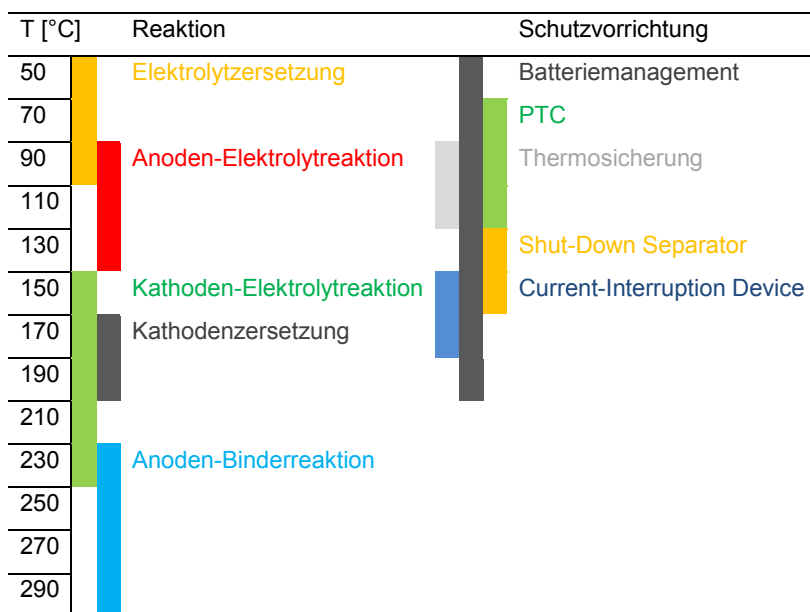 T [°C] Reaktion Schutzvorrichtung
50 Elektrolytzersetzung Batteriemanagement
70 PTC
90 Anoden-Elektrolytreaktion Thermosicherung
110
130 Shut-Down Separator
150 Kathoden-Elektrolytreaktion Current-Interruption Device
170 Kathodenzersetzung
190
210
230 Anoden-Binderreaktion
250
270
290